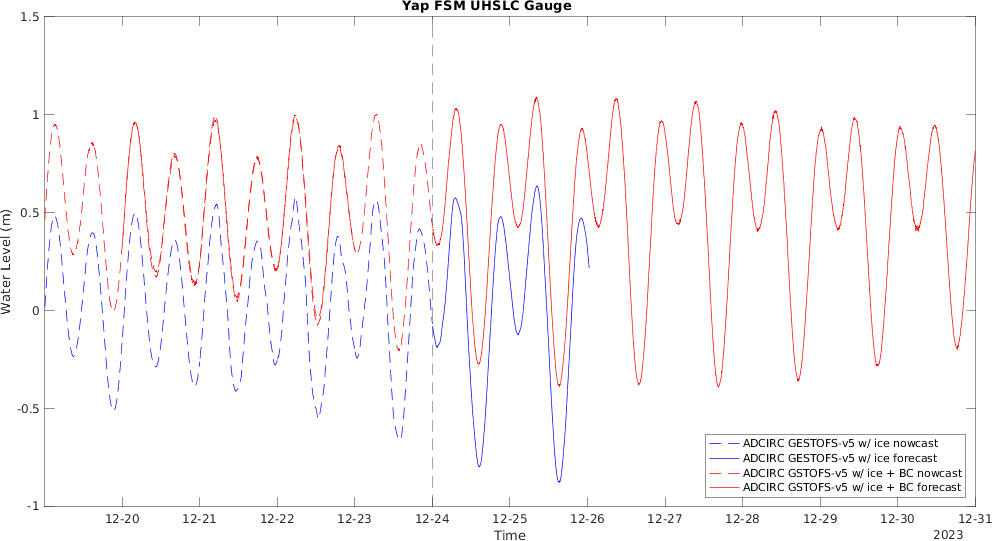 Yap FSM UHSLC Gauge
1.5
1
0.5
0
-0.5
-1
Water Level (m)
ADCIRC GESTOFS-v5 w/ ice nowcast
ADCIRC GESTOFS-v5 w/ ice forecast
ADCIRC GSTOFS-v5 w/ ice + BC nowcast
ADCIRC GSTOFS-v5 w/ ice + BC forecast
12-20 12-21 12-22 12-23 12-24 12-25 12-26 12-27 12-28 12-29 12-30 12-31
Time
2023